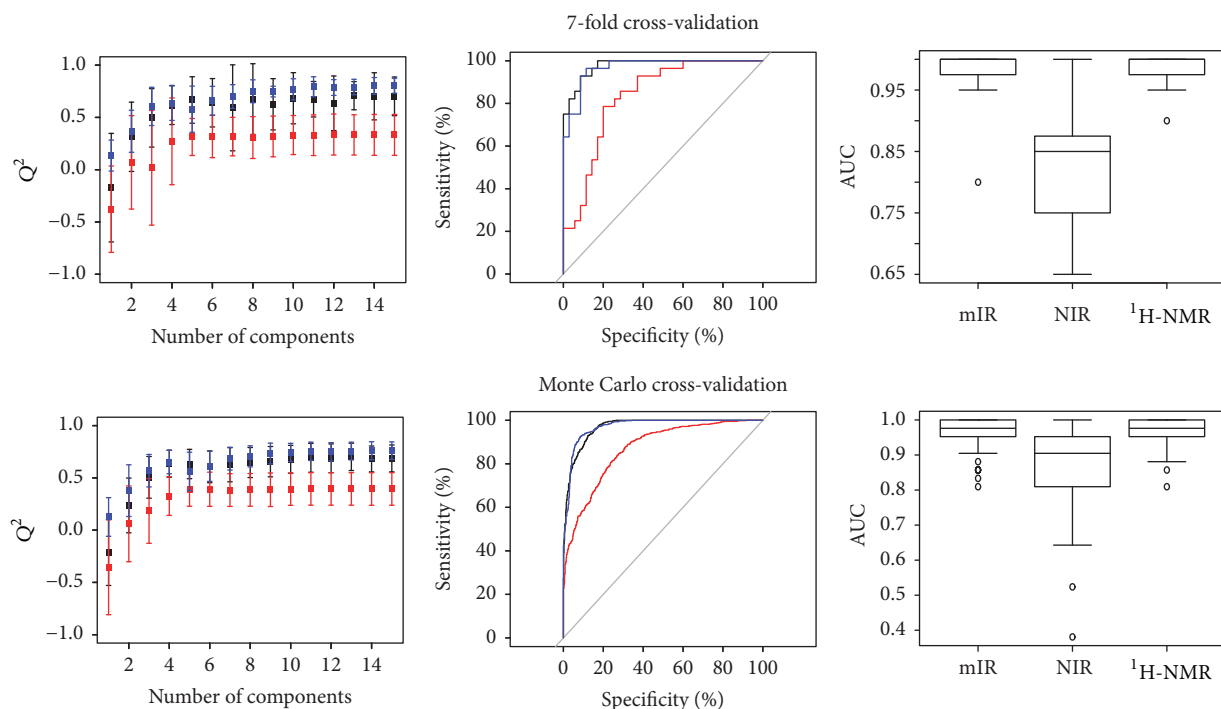 7-fold cross-validation
1.0
0.5
0.0
−0.5
−1.0
Q²
2 4 6 8 10 12 14
Number of components
100
80
60
40
20
0
Sensitivity (%)
0 20 40 60 80 100
Specificity (%)
0.95
0.85
0.75
0.65
AUC
mIR NIR ¹H-NMR
Monte Carlo cross-validation
1.0
0.5
0.0
−0.5
−1.0
Q²
2 4 6 8 10 12 14
Number of components
100
80
60
40
20
0
Sensitivity (%)
0 20 40 60 80 100
Specificity (%)
1.0
0.9
0.8
0.7
0.6
0.5
0.4
AUC
mIR NIR ¹H-NMR